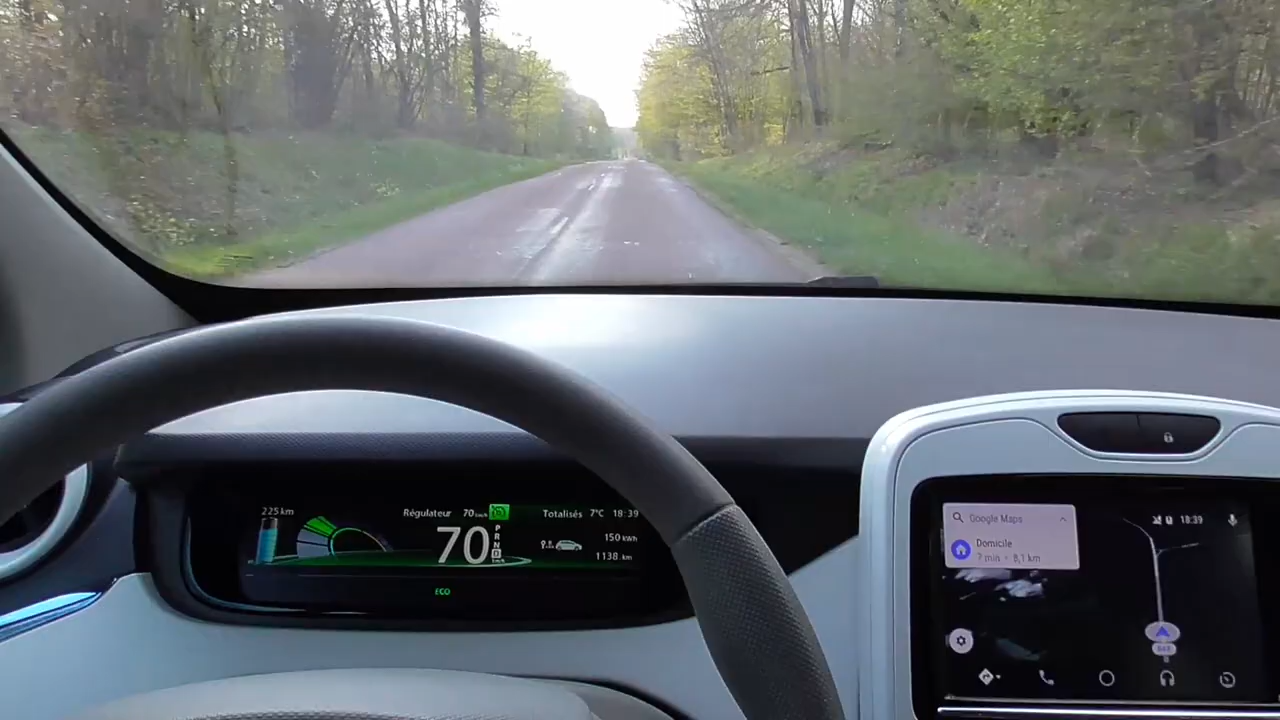 225 km
Régulateur 70 km/h
Totalisés 7°C 18:39
70
P
R
N
D
150 kWh
1138 km
ECO
Google Maps
18:39
Domicile
7 min · 8,1 km